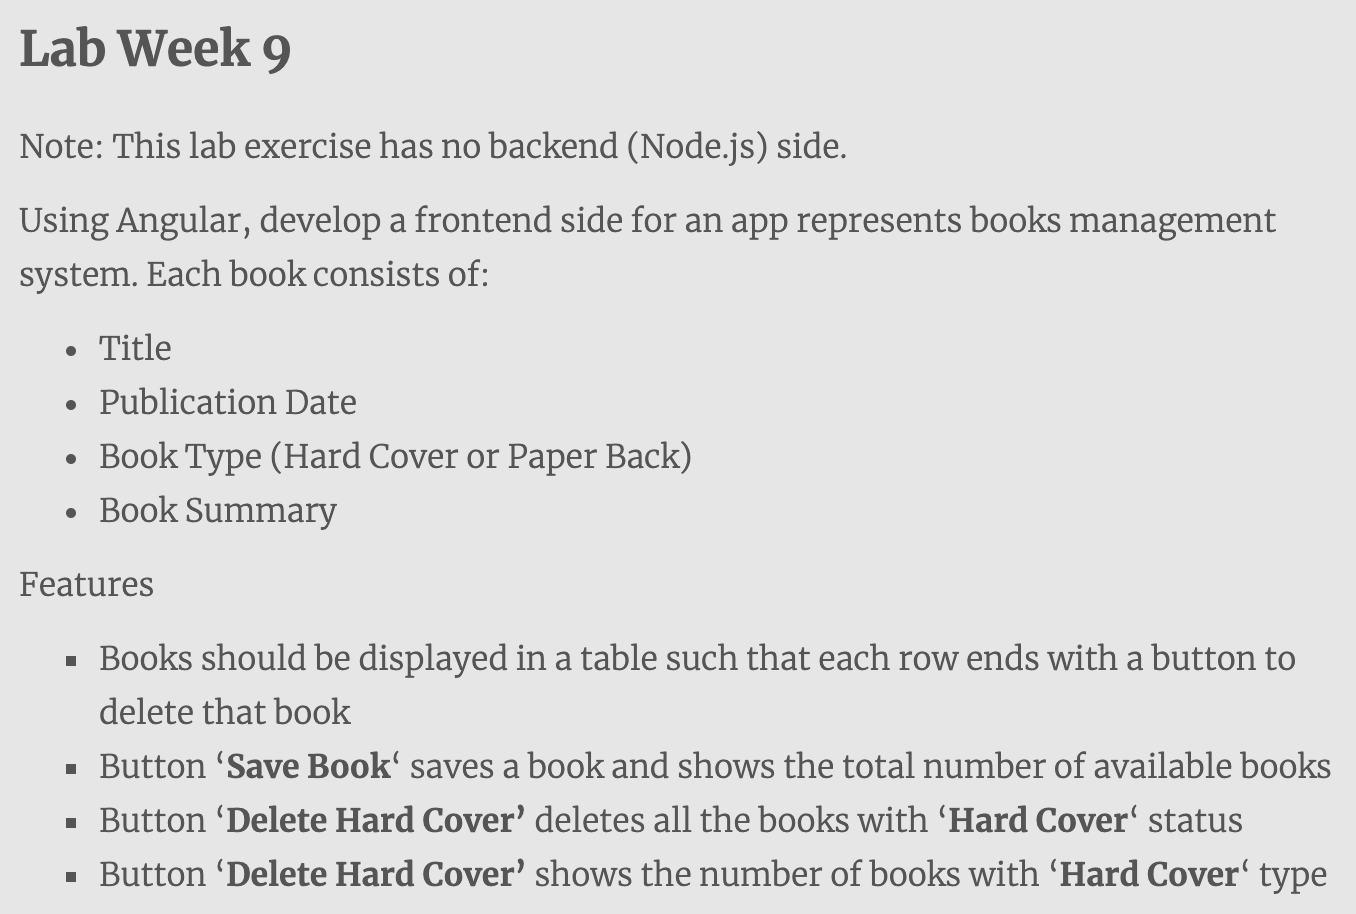 Lab Week 9
Note: This lab exercise has no backend (Node.js) side.
Using Angular, develop a frontend side for an app represents books management
system. Each book consists of:
• Title
• Publication Date
• Book Type (Hard Cover or Paper Back)
• Book Summary
Features
▪ Books should be displayed in a table such that each row ends with a button to
delete that book
▪ Button ‘Save Book‘ saves a book and shows the total number of available books
▪ Button ‘Delete Hard Cover’ deletes all the books with ‘Hard Cover‘ status
▪ Button ‘Delete Hard Cover’ shows the number of books with ‘Hard Cover‘ type